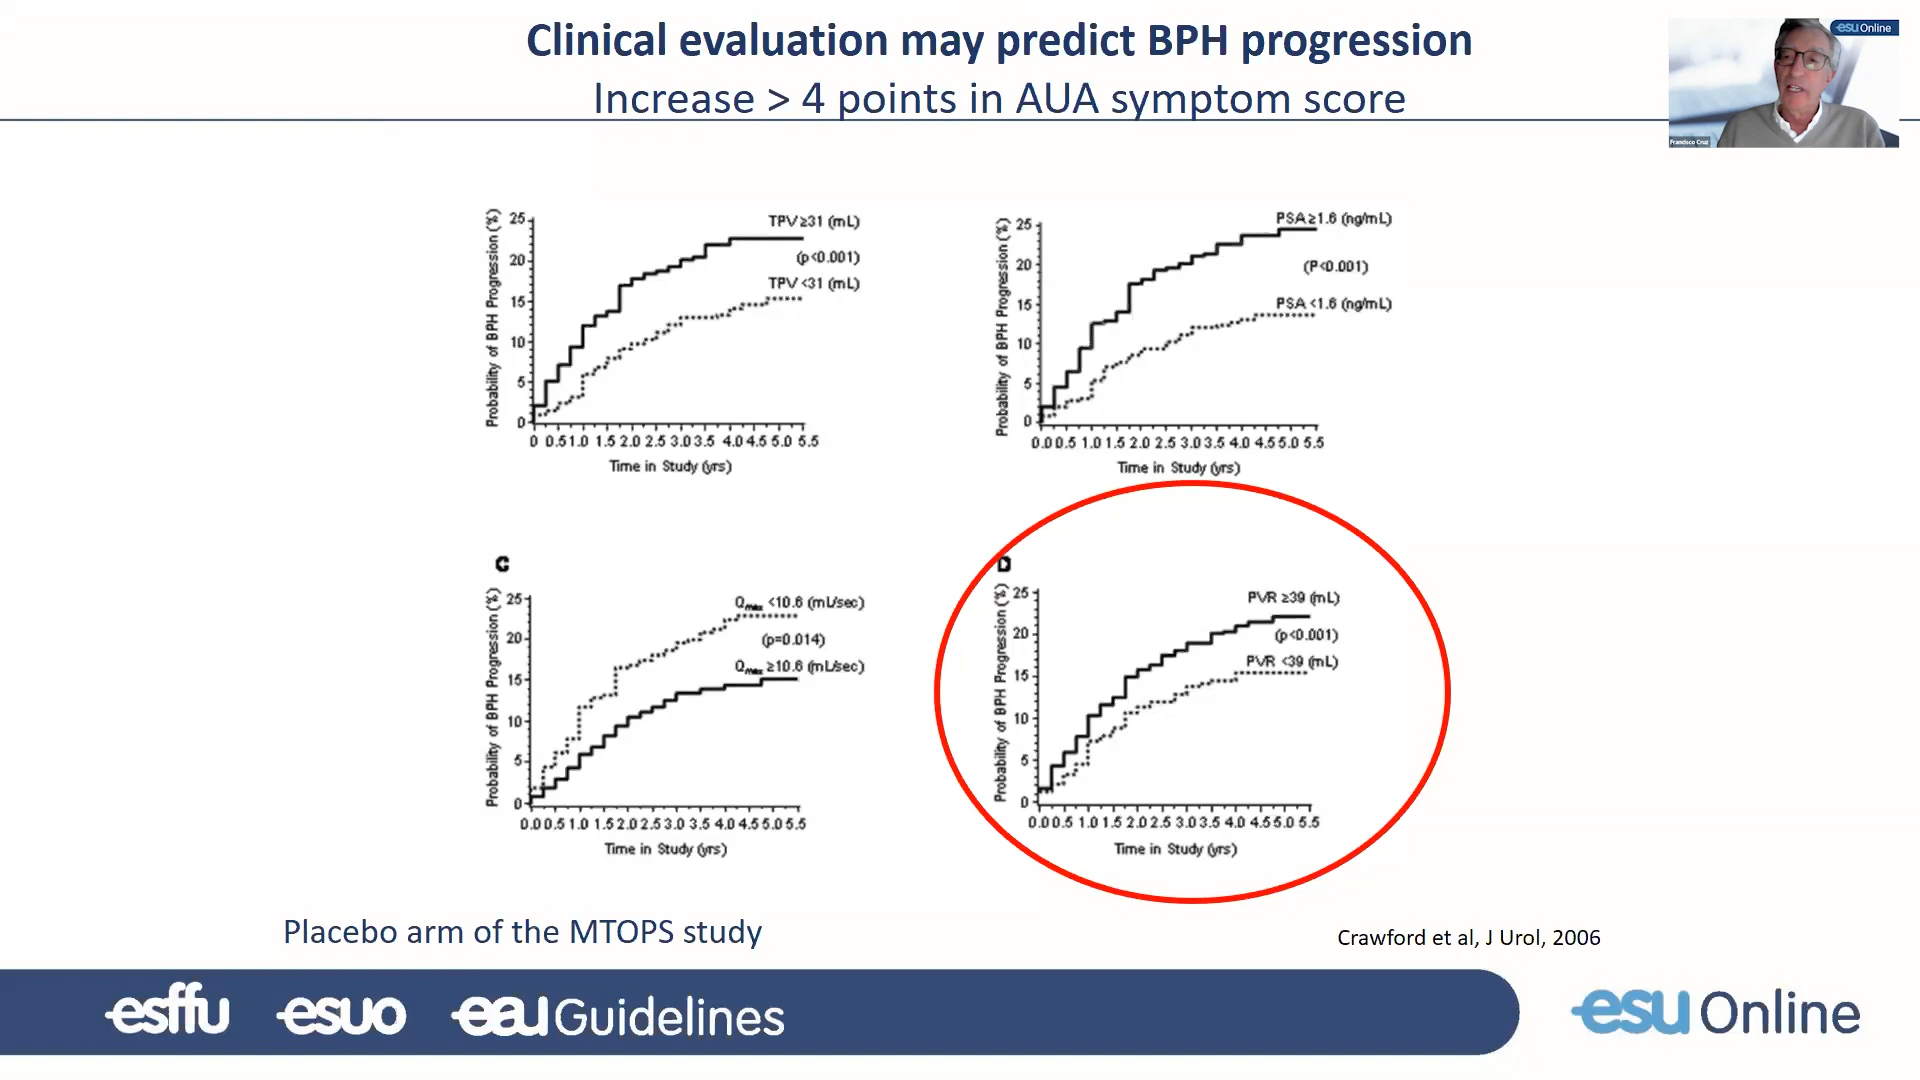 Clinical evaluation may predict BPH progression
Increase > 4 points in AUA symptom score
esu Online
Francisco Cruz
Probability of BPH Progression (%)
25
20
15
10
5
0
TPV ≥31 (mL)
(p<0.001)
TPV <31 (mL)
0 0.5 1.0 1.5 2.0 2.5 3.0 3.5 4.0 4.5 5.0 5.5
Time in Study (yrs)
Probability of BPH Progression (%)
25
20
15
10
5
0
PSA ≥1.6 (ng/mL)
(P<0.001)
PSA <1.6 (ng/mL)
0.0 0.5 1.0 1.5 2.0 2.5 3.0 3.5 4.0 4.5 5.0 5.5
Time in Study (yrs)
C
Probability of BPH Progression (%)
25
20
15
10
5
0
Qmax <10.6 (mL/sec)
(p=0.014)
Qmax ≥10.6 (mL/sec)
0.0 0.5 1.0 1.5 2.0 2.5 3.0 3.5 4.0 4.5 5.0 5.5
Time in Study (yrs)
D
Probability of BPH Progression (%)
25
20
15
10
5
0
PVR ≥39 (mL)
(p<0.001)
PVR <39 (mL)
0.0 0.5 1.0 1.5 2.0 2.5 3.0 3.5 4.0 4.5 5.0 5.5
Time in Study (yrs)
Placebo arm of the MTOPS study
Crawford et al, J Urol, 2006
esffu
esuo
eau Guidelines
esu Online